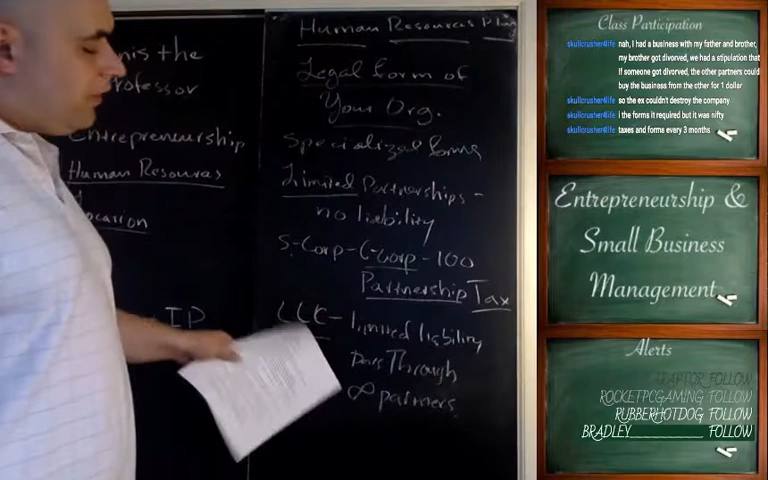 nis the
rofessor
Entrepreneurship
Human Resources
Location
IP
Human Resources Plan
Legal form of
Your Org.
Specialized forms
Limited Partnerships -
no liability
S-Corp-C-Corp-100
Partnership Tax
LLC- limited liability
Pass Through
∞ partners
Class Participation
skullcrusher4life nah, I had a business with my father and brother,
my brother got divorced, we had a stipulation that
if someone got divorced, the other partners could
buy the business from the other for 1 dollar
skullcrusher4life so the ex couldn't destroy the company
skullcrusher4life i the forms it required but it was nifty
skullcrusher4life taxes and forms every 3 months
Entrepreneurship &
Small Business
Management
Alerts
RAPTOR FOLLOW
ROCKETPCGAMING FOLLOW
RUBBERHOTDOG FOLLOW
BRADLEY__________ FOLLOW